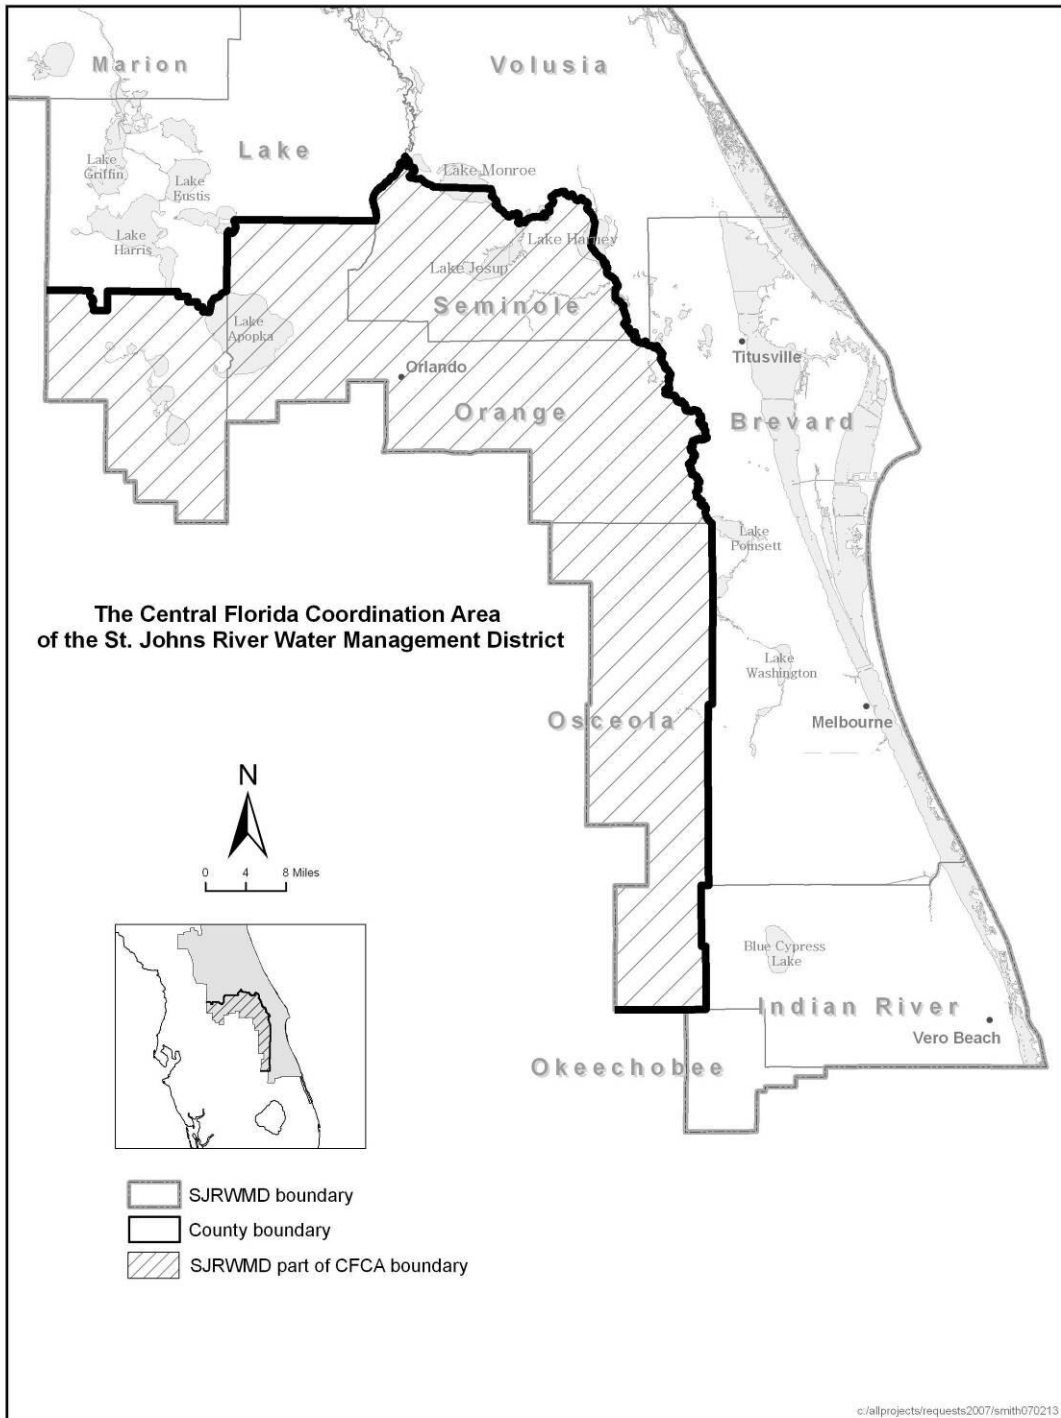 Marion
Volusia
Lake
Lake
Griffin
Lake Monroe
Lake
Eustis
Lake
Harris
Lake Harney
Lake Jesup
Seminole
Lake
Apopka
Titusville
Orlando
Orange
Brevard
Lake
Poinsett
The Central Florida Coordination Area
of the St. Johns River Water Management District
Lake
Washington
Osceola
Melbourne
N
0 4 8 Miles
Blue Cypress
Lake
Indian River
Vero Beach
Okeechobee
SJRWMD boundary
County boundary
SJRWMD part of CFCA boundary
c:/allprojects/requests2007/smith070213